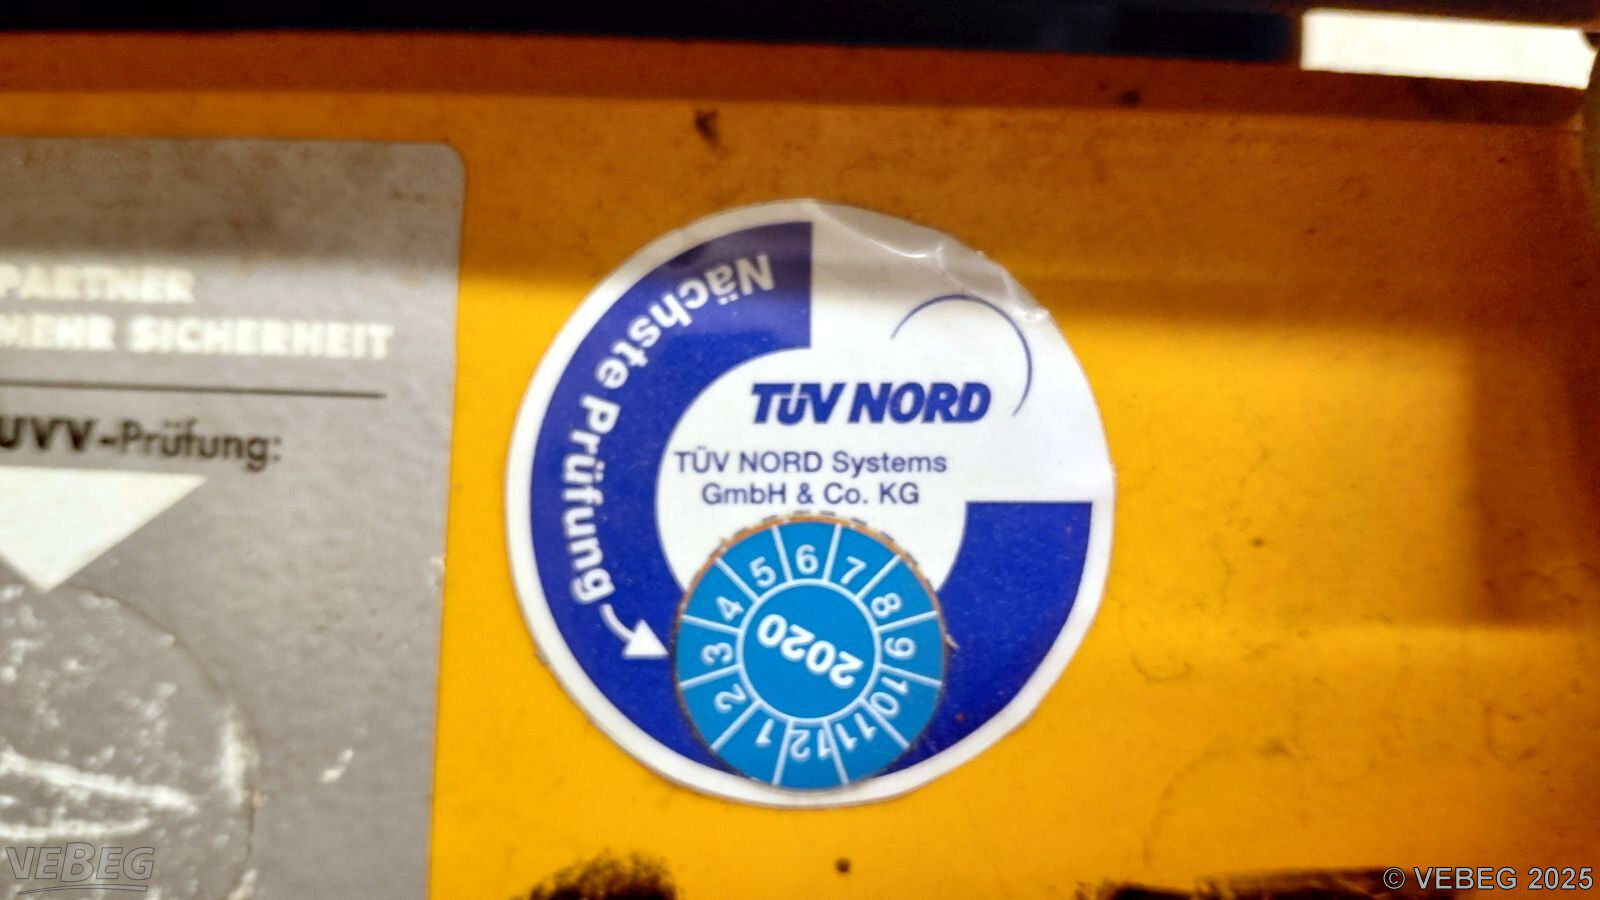 PARTNER
MEHR SICHERHEIT
UVV-Prüfung:
Nächste Prüfung
TÜV NORD
TÜV NORD Systems
GmbH & Co. KG
1 2 3 4 5 6 7 8 9 10 11 12
2020
VEBEG
© VEBEG 2025